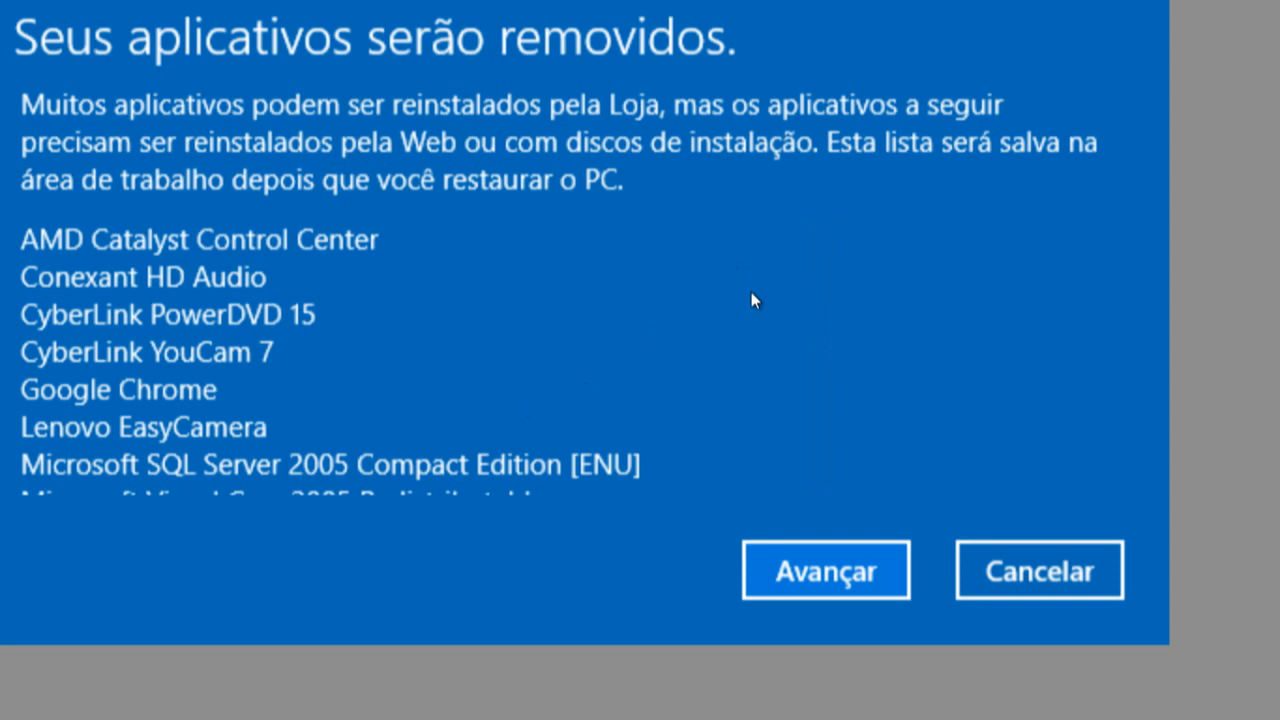 Seus aplicativos serão removidos.
Muitos aplicativos podem ser reinstalados pela Loja, mas os aplicativos a seguir
precisam ser reinstalados pela Web ou com discos de instalação. Esta lista será salva na
área de trabalho depois que você restaurar o PC.
AMD Catalyst Control Center
Conexant HD Audio
CyberLink PowerDVD 15
CyberLink YouCam 7
Google Chrome
Lenovo EasyCamera
Microsoft SQL Server 2005 Compact Edition [ENU]
Avançar
Cancelar